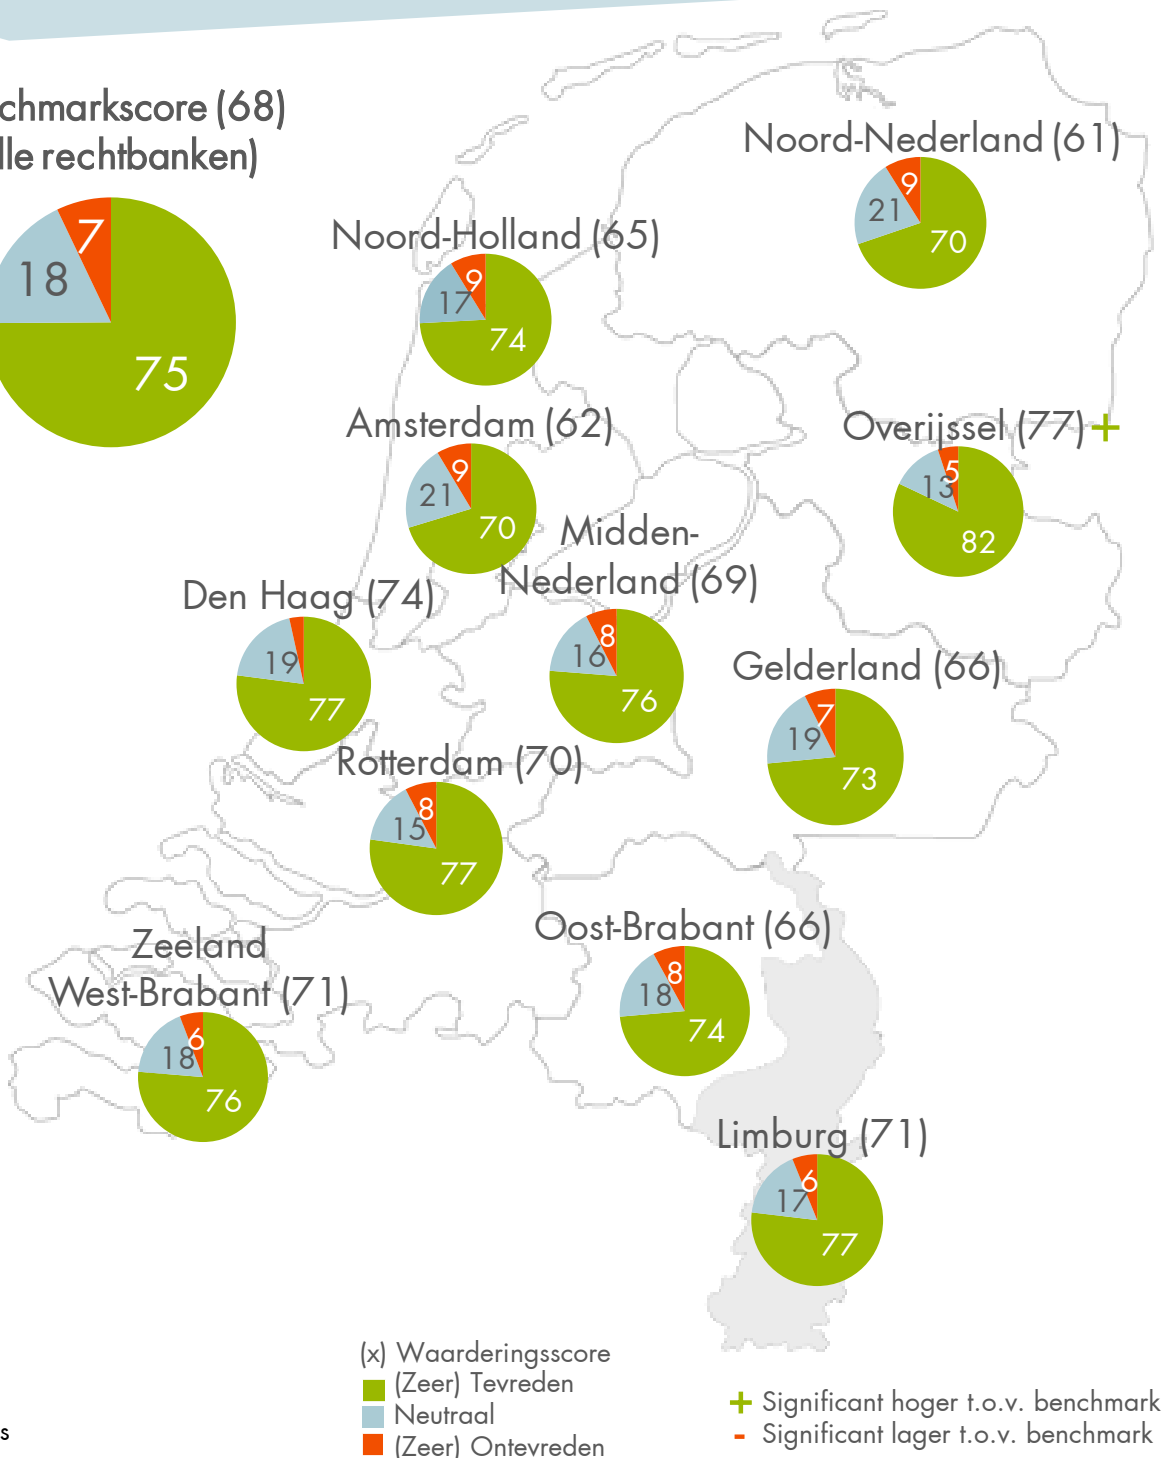 chmarkscore (68)
lle rechtbanken)
7
18
75
Noord-Nederland (61)
9
21
70
Noord-Holland (65)
9
17
74
Amsterdam (62)
9
21
70
Overijssel (77) +
5
13
82
Midden-
Nederland (69)
8
16
76
Den Haag (74)
19
77
Gelderland (66)
7
19
73
Rotterdam (70)
8
15
77
Oost-Brabant (66)
8
18
74
Zeeland
West-Brabant (71)
6
18
76
Limburg (71)
6
17
77
(x) Waarderingsscore
(Zeer) Tevreden
Neutraal
(Zeer) Ontevreden
+ Significant hoger t.o.v. benchmark
- Significant lager t.o.v. benchmark
s